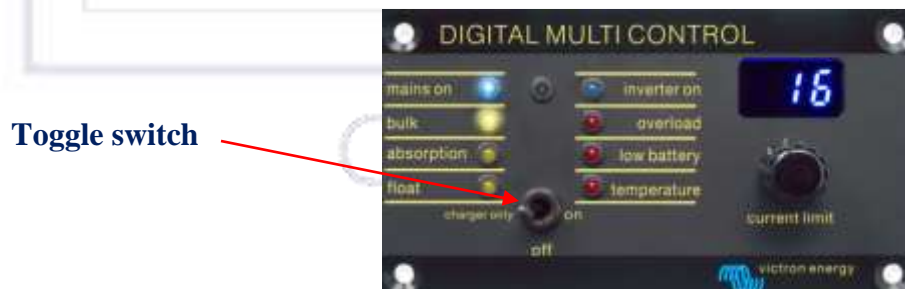 DIGITAL MULTI CONTROL
mains on
inverter on
16
bulk
overload
Toggle switch
absorption
low battery
float
temperature
charger only
on
current limit
off
victron energy